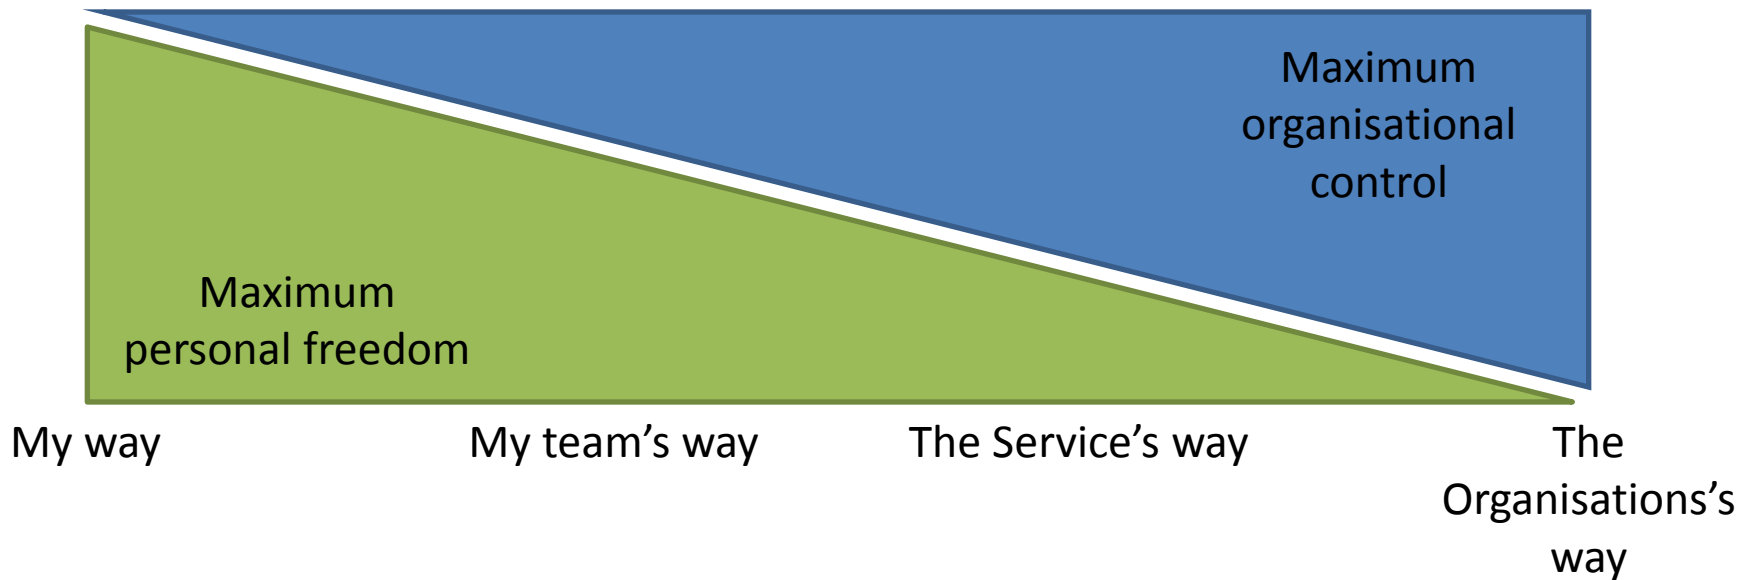 Maximum
organisational
control
Maximum
personal freedom
My way
My team’s way
The Service’s way
The
Organisations’s
way